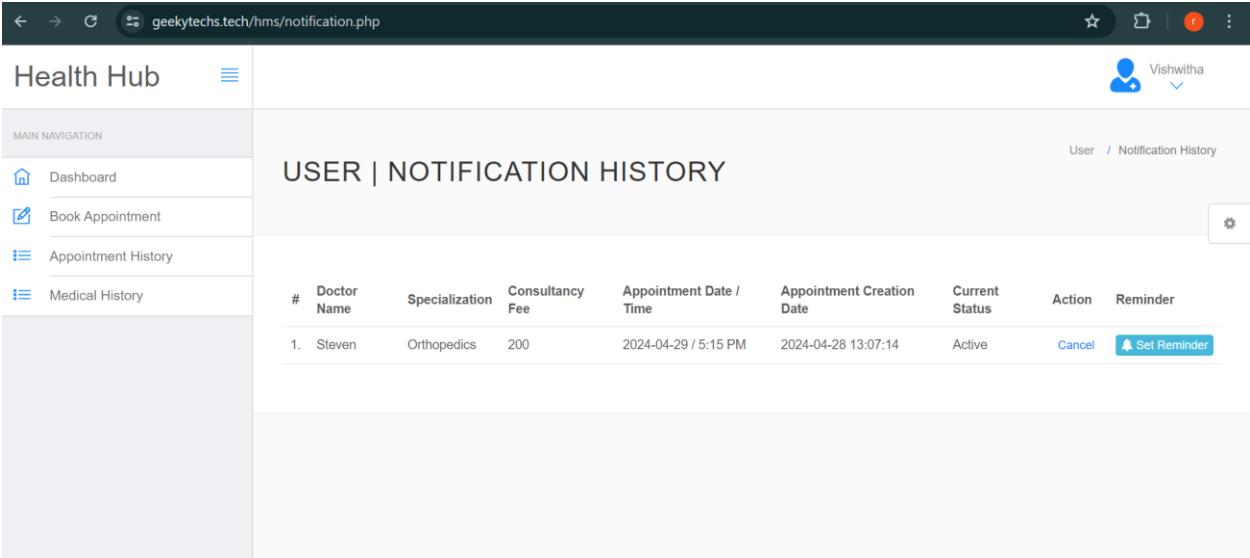 geekytechs.tech/hms/notification.php
r
Health Hub
Vishwitha
MAIN NAVIGATION
Dashboard
Book Appointment
Appointment History
Medical History
USER | NOTIFICATION HISTORY
User / Notification History
# Doctor Name Specialization Consultancy Fee Appointment Date / Time Appointment Creation Date Current Status Action Reminder
1. Steven Orthopedics 200 2024-04-29 / 5:15 PM 2024-04-28 13:07:14 Active Cancel Set Reminder